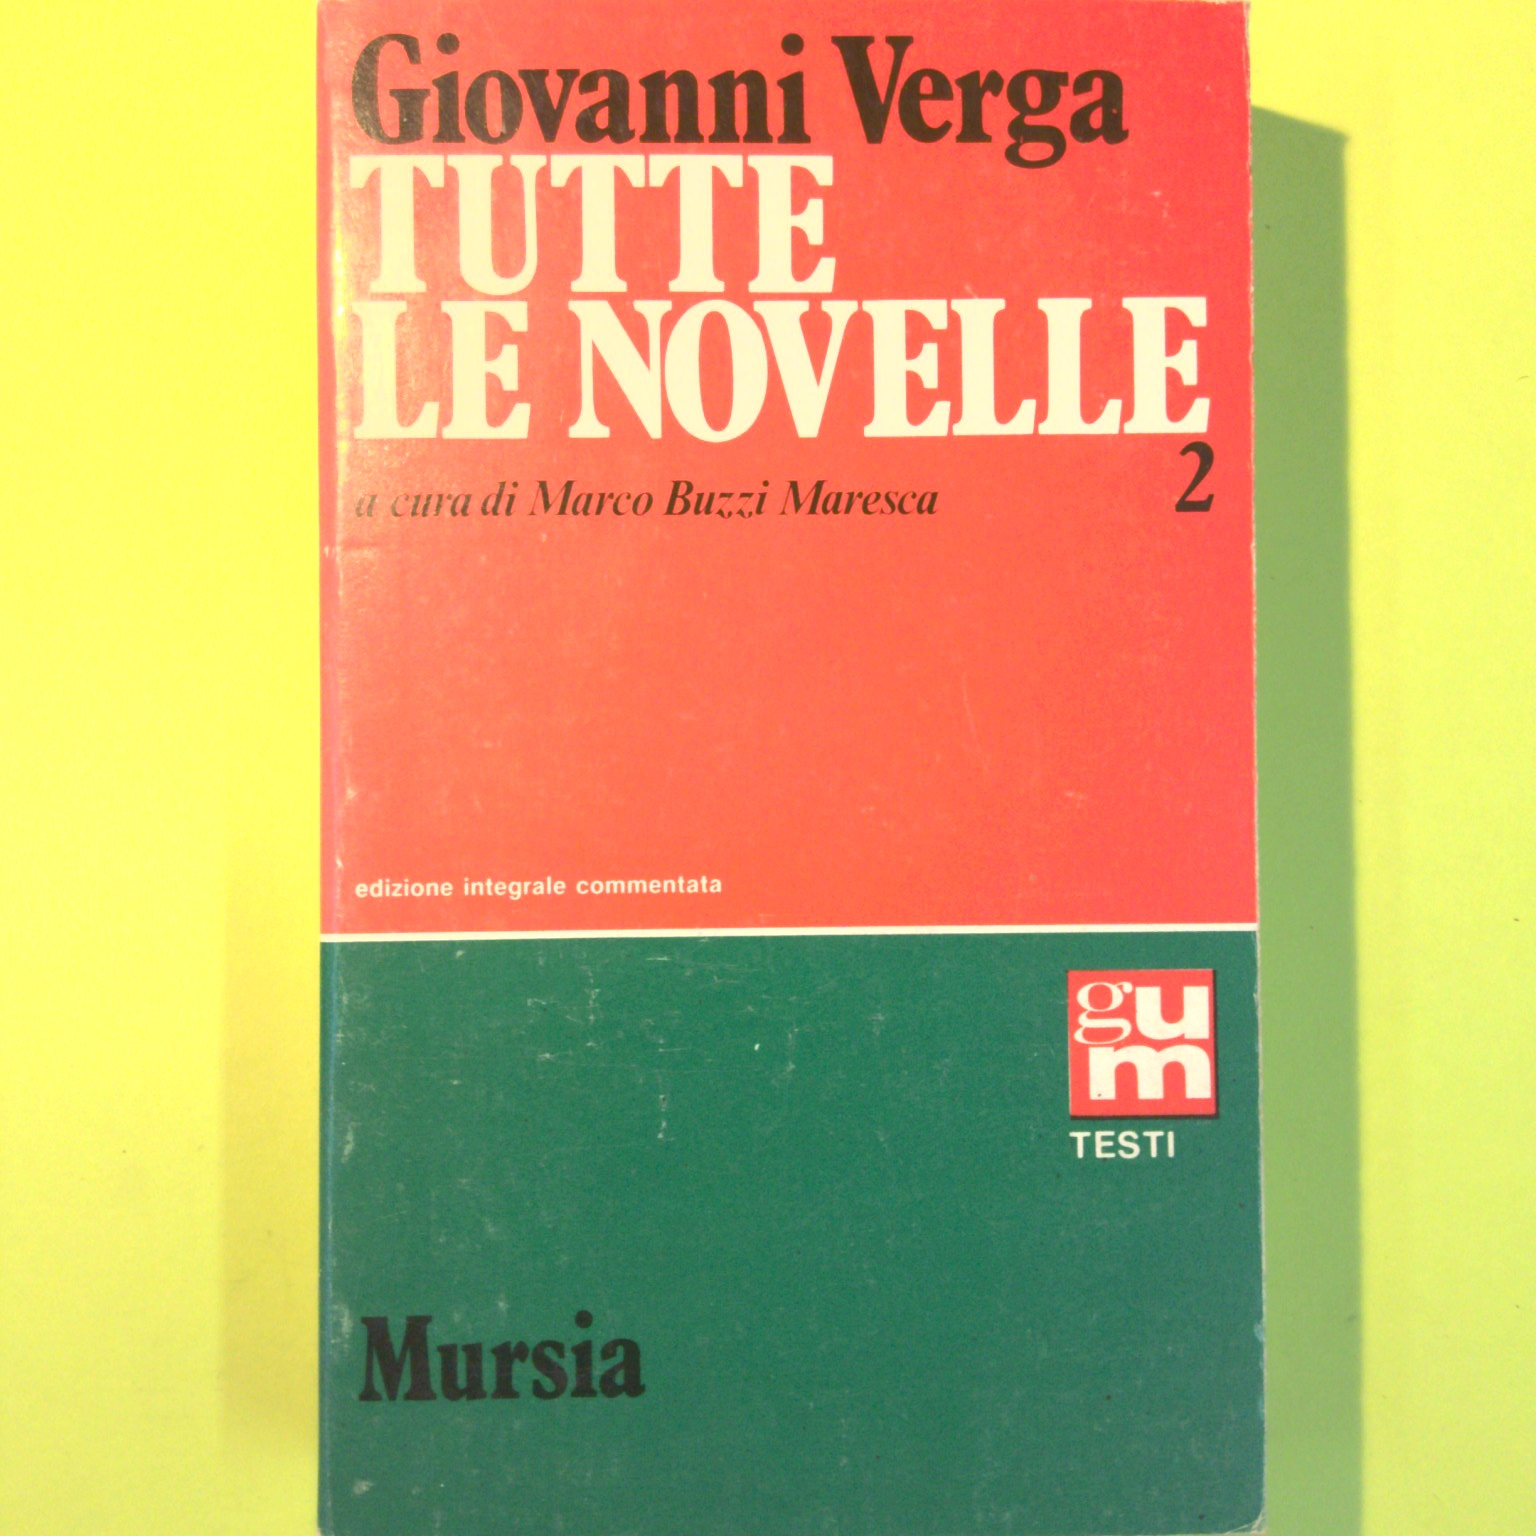 Giovanni Verga
TUTTE
LE NOVELLE
2
a cura di Marco Buzzi Maresca
edizione integrale commentata
gum
TESTI
Mursia